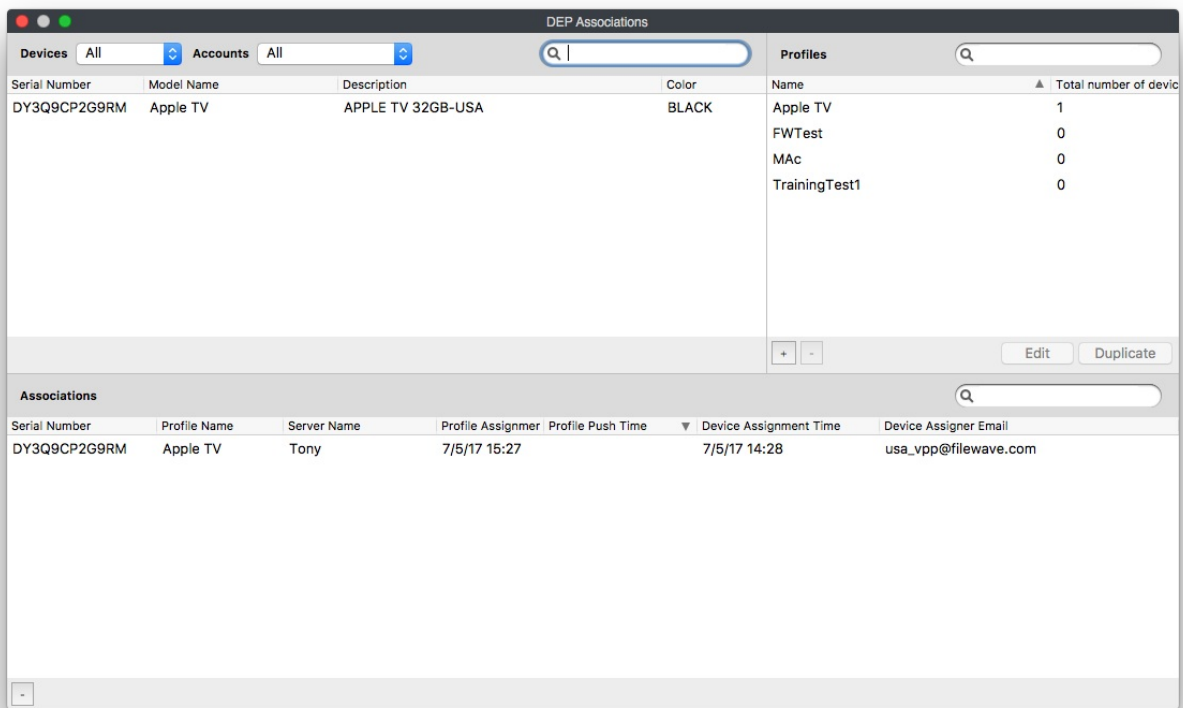 DEP Associations
Devices All Accounts All
Profiles
Serial Number Model Name Description Color
DY3Q9CP2G9RM Apple TV APPLE TV 32GB-USA BLACK
Name Total number of devic
Apple TV 1
FWTest 0
MAc 0
TrainingTest1 0
+ - Edit Duplicate
Associations
Serial Number Profile Name Server Name Profile Assignmer Profile Push Time Device Assignment Time Device Assigner Email
DY3Q9CP2G9RM Apple TV Tony 7/5/17 15:27 7/5/17 14:28 usa_vpp@filewave.com
-